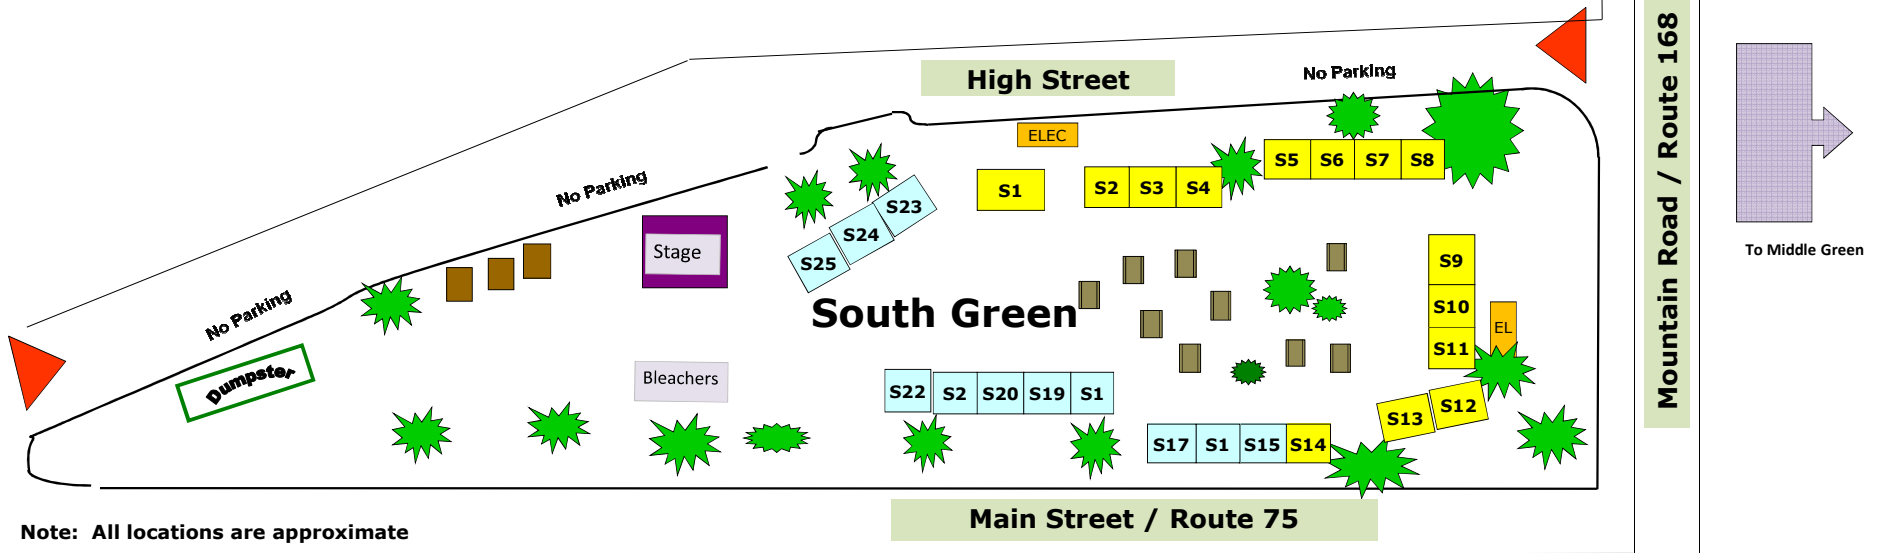 High Street
No Parking
Mountain Road / Route 168
ELEC
S5 S6 S7 S8
S1
S2 S3 S4
No Parking
S23
S24
S25
Stage
To Middle Green
S9
S10
S11
EL
South Green
No Parking
Dumpster
Bleachers
S22 S2 S20 S19 S1
S12
S13
S17 S1 S15 S14
Main Street / Route 75
Note: All locations are approximate